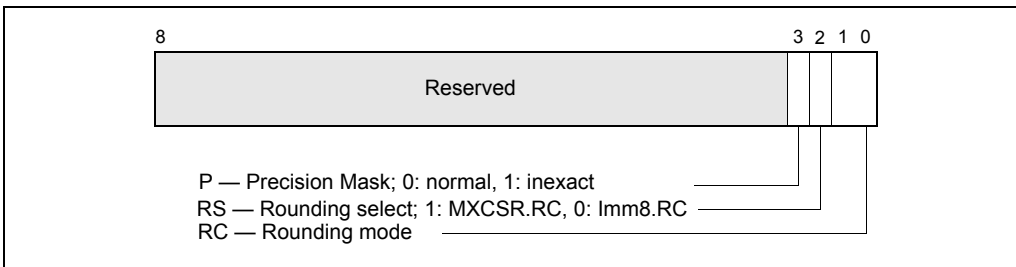 8 3 2 1 0
Reserved
P — Precision Mask; 0: normal, 1: inexact
RS — Rounding select; 1: MXCSR.RC, 0: Imm8.RC
RC — Rounding mode